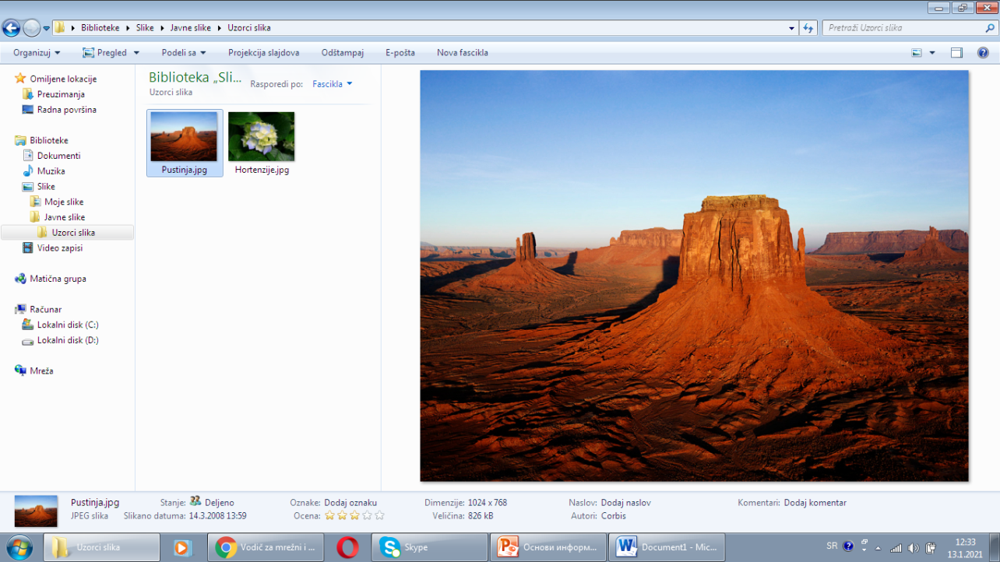 Biblioteke Slike Javne slike Uzorci slika
Pretraži Uzorci slika
Organizuj Pregled Podeli sa Projekcija slajdova Odštampaj E-pošta Nova fascikla
Omiljene lokacije
Preuzimanja
Radna površina
Biblioteke
Dokumenti
Muzika
Slike
Moje slike
Javne slike
Uzorci slika
Video zapisi
Matična grupa
Računar
Lokalni disk (C:)
Lokalni disk (D:)
Mreža
Biblioteka „Sli...
Uzorci slika
Rasporedi po: Fascikla
Pustinja.jpg
Hortenzije.jpg
Pustinja.jpg Stanje: Deljeno Oznake: Dodaj oznaku Dimenzije: 1024 x 768 Naslov: Dodaj naslov Komentari: Dodaj komentar
JPEG slika Slikano datuma: 14.3.2008 13:59 Ocena: Veličina: 826 kB Autori: Corbis
Uzorci slika
Vodič za mrežni i ...
Skype
Основи информ...
Document1 - Mic...
SR
12:33
13.1.2021